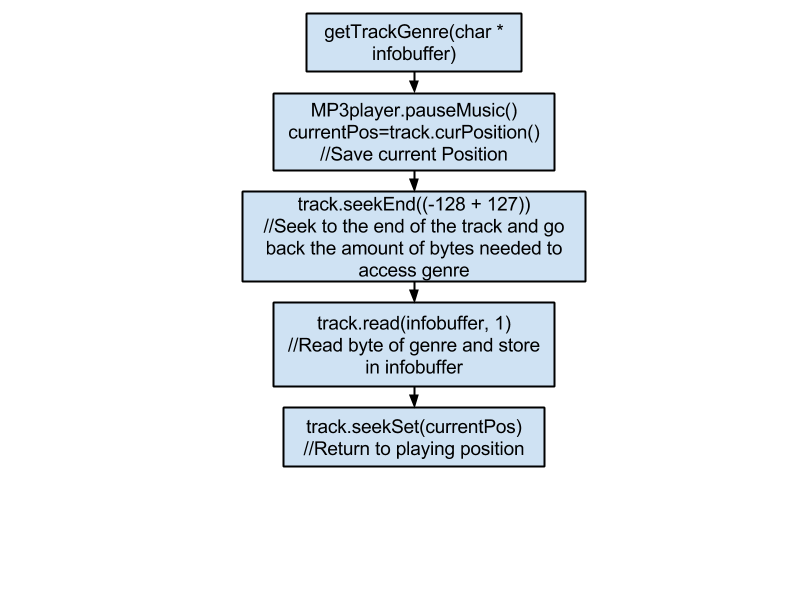 getTrackGenre(char *
infobuffer)
MP3player.pauseMusic()
currentPos=track.curPosition()
//Save current Position
track.seekEnd((-128 + 127))
//Seek to the end of the track and go
back the amount of bytes needed to
access genre
track.read(infobuffer, 1)
//Read byte of genre and store
in infobuffer
track.seekSet(currentPos)
//Return to playing position